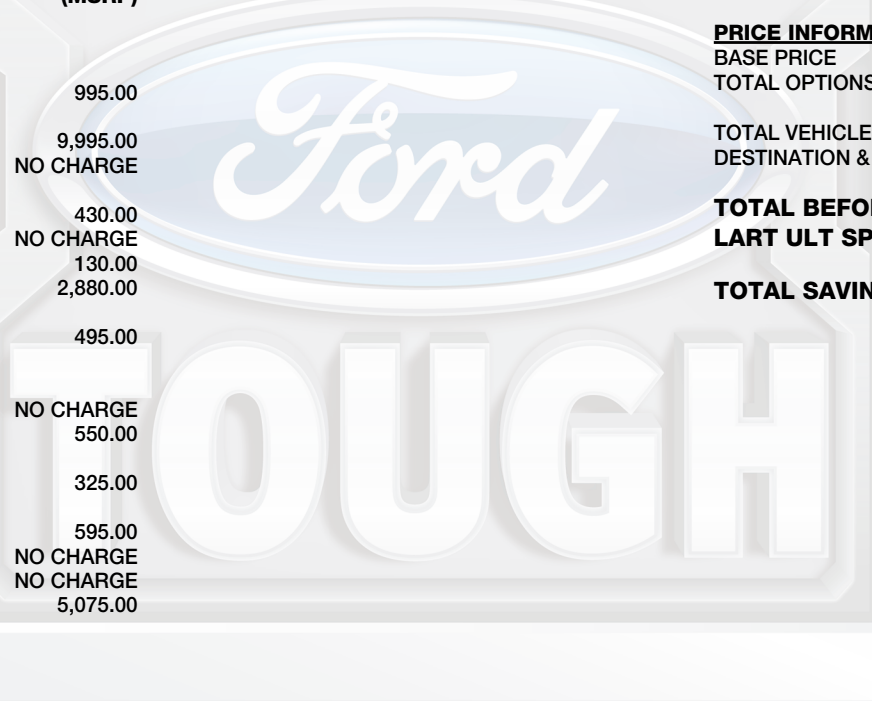 (MSRP)
995.00
9,995.00
NO CHARGE
430.00
NO CHARGE
130.00
2,880.00
495.00
NO CHARGE
550.00
325.00
595.00
NO CHARGE
NO CHARGE
5,075.00
PRICE INFORM
BASE PRICE
TOTAL OPTIONS
TOTAL VEHICLE
DESTINATION &
TOTAL BEFO
LART ULT SP
TOTAL SAVIN
Ford
TOUGH